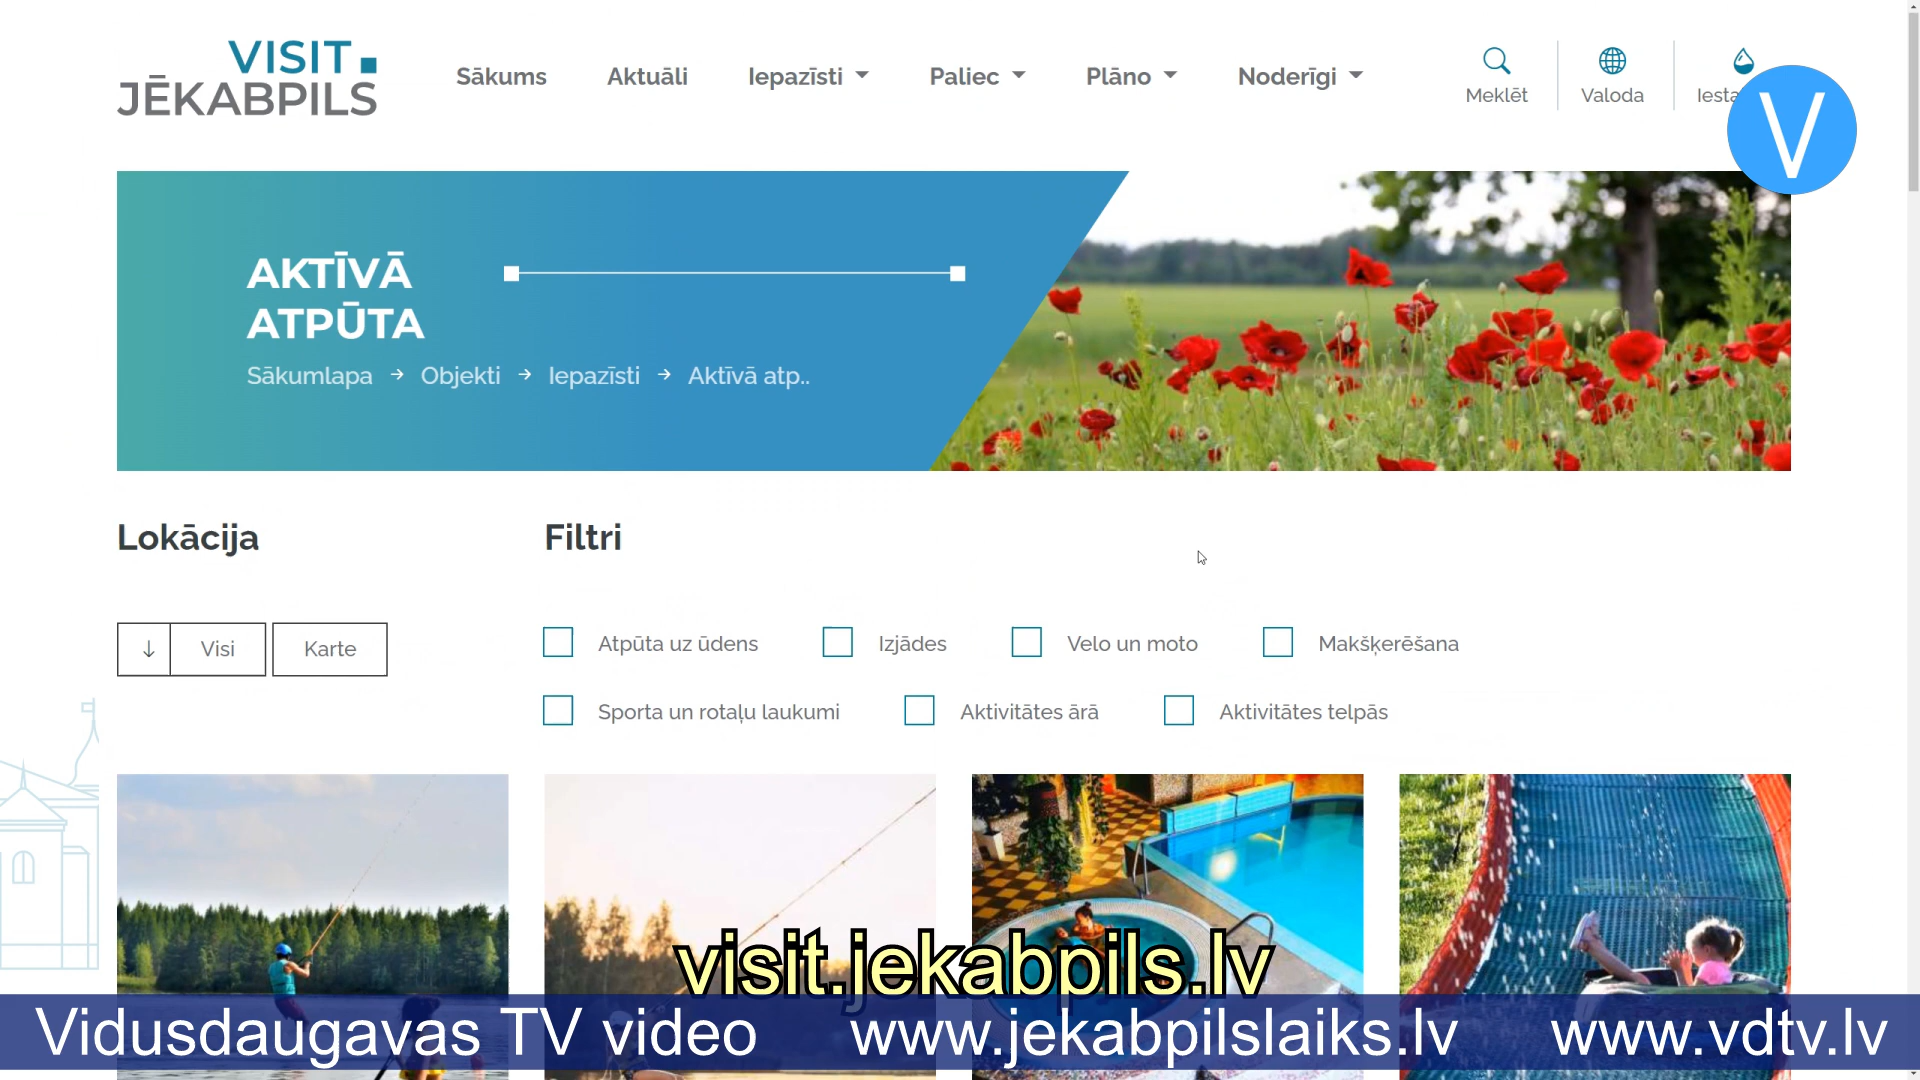 VISIT
JĒKABPILS
Sākums
Aktuāli
Iepazīsti
Paliec
Plāno
Noderīgi
Meklēt
Valoda
V
AKTĪVĀ
ATPŪTA
Sākumlapa → Objekti → Iepazīsti → Aktīvā atp..
Lokācija
Filtri
↓ Visi
Karte
Atpūta uz ūdens
Izjādes
Velo un moto
Makšķerēšana
Sporta un rotaļu laukumi
Aktivitātes ārā
Aktivitātes telpās
visit.jekabpils.lv
Vidusdaugavas TV video www.jekabpilslaiks.lv www.vdtv.lv